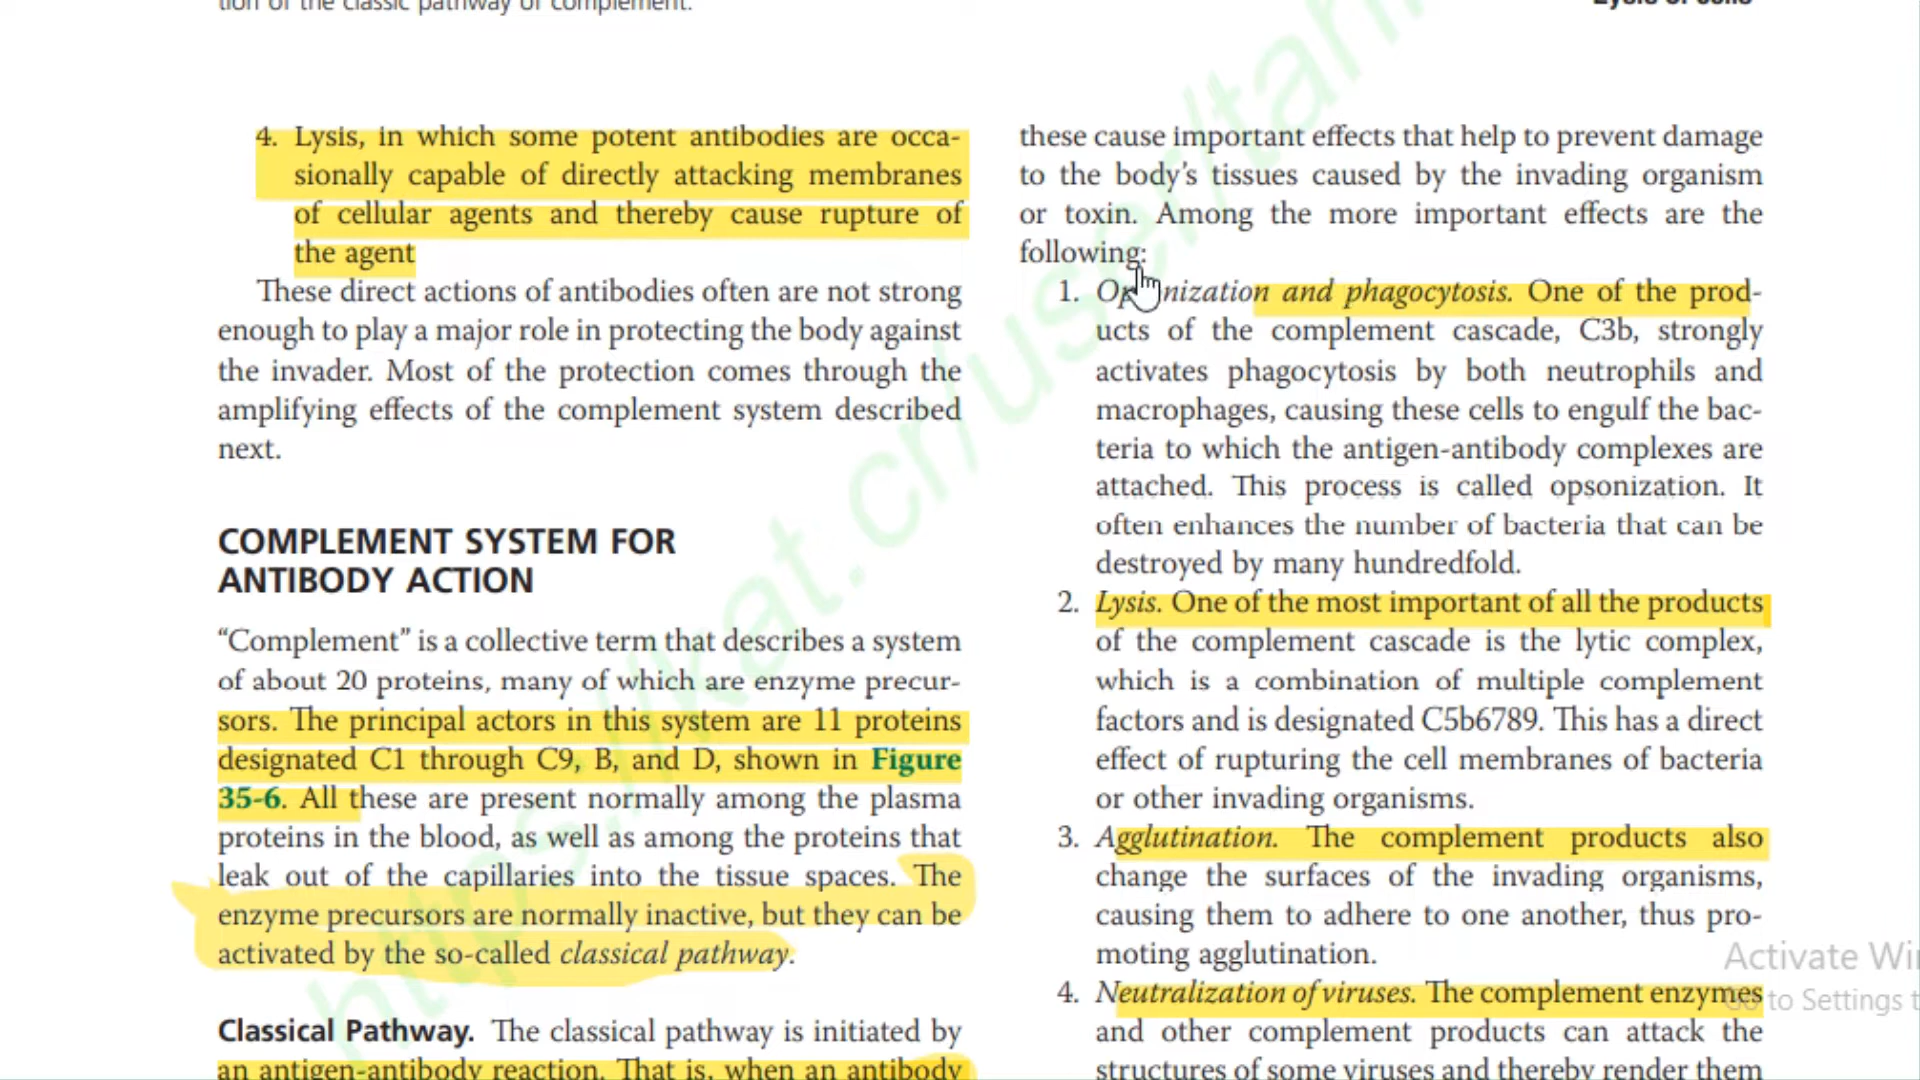 tion of the classic pathway of complement.
Lysis of cells
4. Lysis, in which some potent antibodies are occa-
sionally capable of directly attacking membranes
of cellular agents and thereby cause rupture of
the agent
These direct actions of antibodies often are not strong
enough to play a major role in protecting the body against
the invader. Most of the protection comes through the
amplifying effects of the complement system described
next.
COMPLEMENT SYSTEM FOR
ANTIBODY ACTION
“Complement” is a collective term that describes a system
of about 20 proteins, many of which are enzyme precur-
sors. The principal actors in this system are 11 proteins
designated C1 through C9, B, and D, shown in Figure
35-6. All these are present normally among the plasma
proteins in the blood, as well as among the proteins that
leak out of the capillaries into the tissue spaces. The
enzyme precursors are normally inactive, but they can be
activated by the so-called classical pathway.
Classical Pathway. The classical pathway is initiated by
an antigen-antibody reaction. That is, when an antibody
these cause important effects that help to prevent damage
to the body’s tissues caused by the invading organism
or toxin. Among the more important effects are the
following:
1. Opsonization and phagocytosis. One of the prod-
ucts of the complement cascade, C3b, strongly
activates phagocytosis by both neutrophils and
macrophages, causing these cells to engulf the bac-
teria to which the antigen-antibody complexes are
attached. This process is called opsonization. It
often enhances the number of bacteria that can be
destroyed by many hundredfold.
2. Lysis. One of the most important of all the products
of the complement cascade is the lytic complex,
which is a combination of multiple complement
factors and is designated C5b6789. This has a direct
effect of rupturing the cell membranes of bacteria
or other invading organisms.
3. Agglutination. The complement products also
change the surfaces of the invading organisms,
causing them to adhere to one another, thus pro-
moting agglutination.
4. Neutralization of viruses. The complement enzymes
and other complement products can attack the
structures of some viruses and thereby render them
https://kat.cr/user/tah
Activate Wi
to Settings t